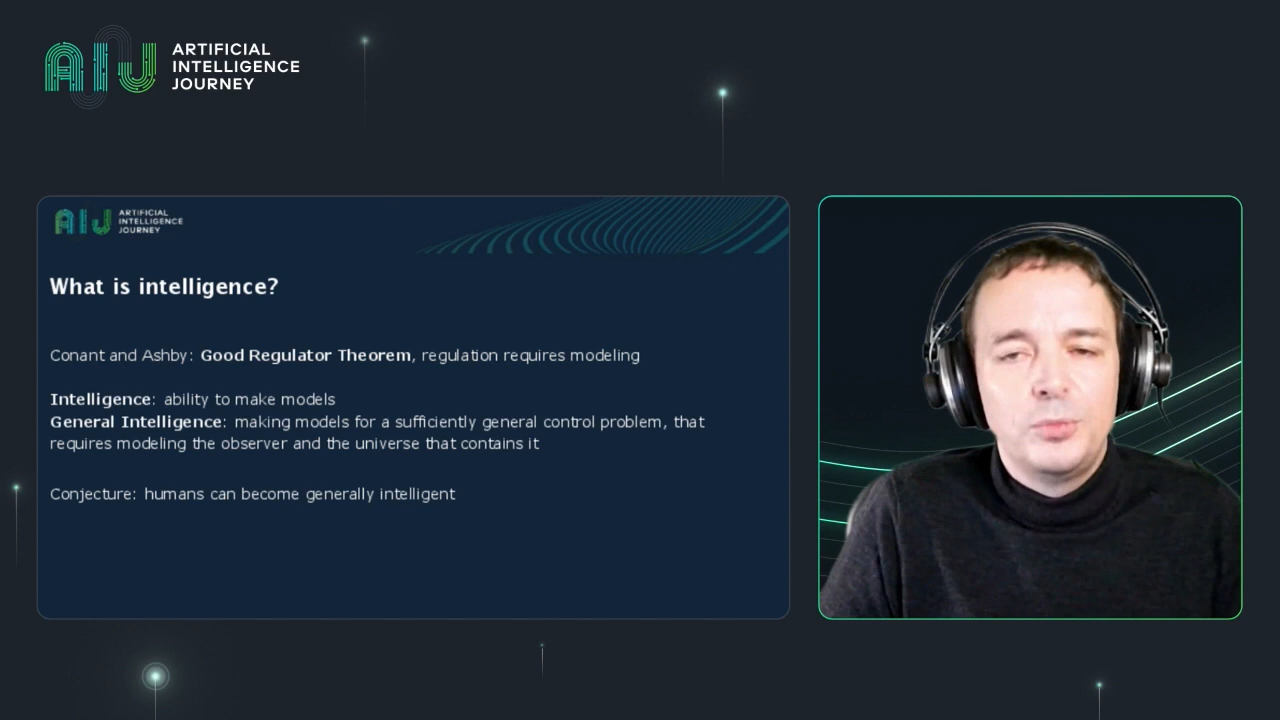 ARTIFICIAL
INTELLIGENCE
JOURNEY
AIJ
ARTIFICIAL
INTELLIGENCE
JOURNEY
What is intelligence?
Conant and Ashby: Good Regulator Theorem, regulation requires modeling
Intelligence: ability to make models
General Intelligence: making models for a sufficiently general control problem, that
requires modeling the observer and the universe that contains it
Conjecture: humans can become generally intelligent